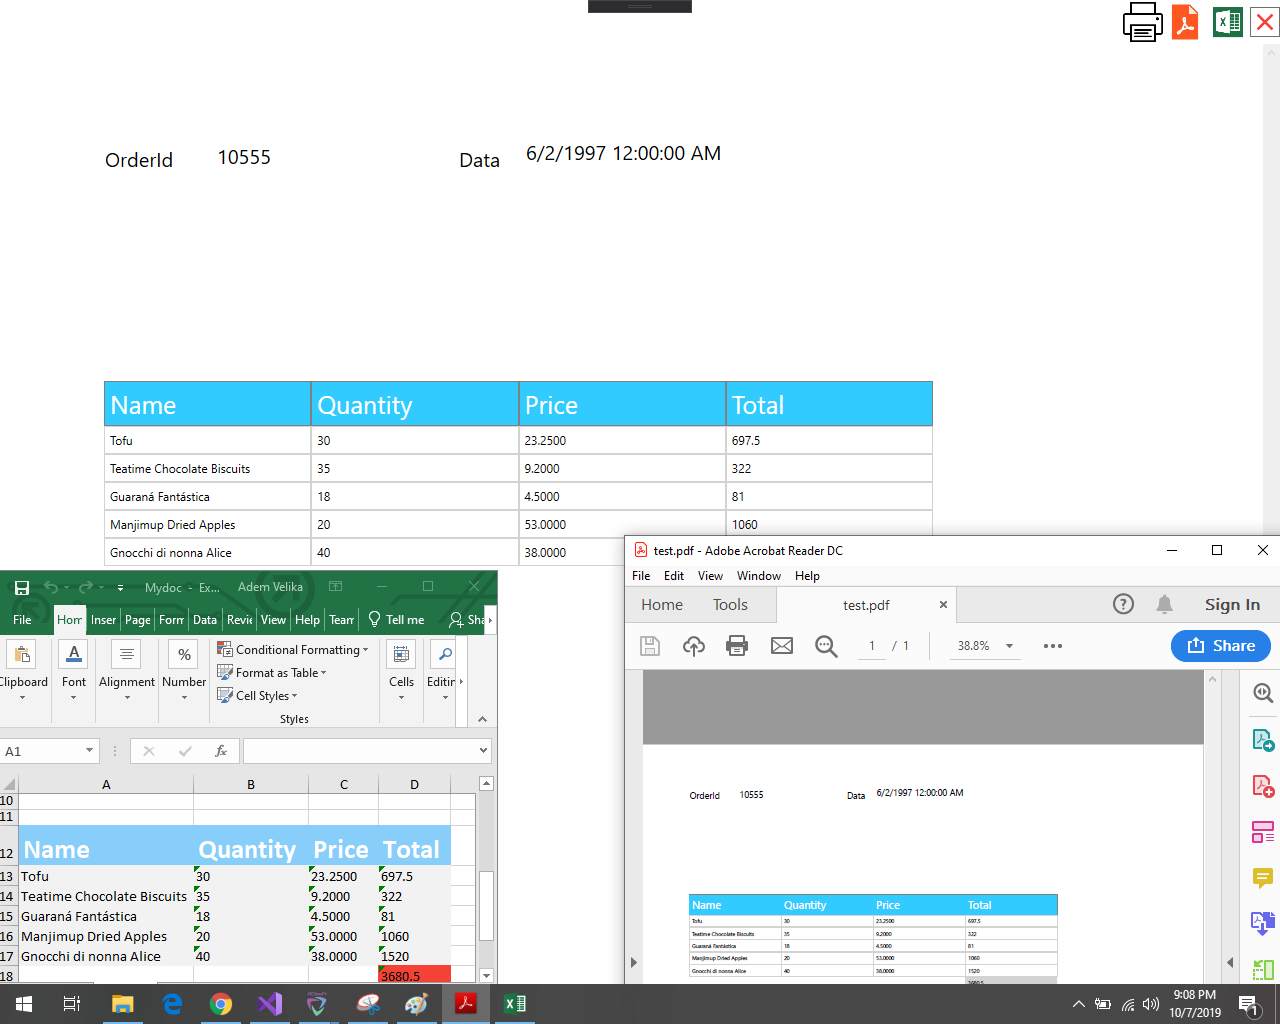 OrderId 10555 Data 6/2/1997 12:00:00 AM
Name Quantity Price Total
Tofu 30 23.2500 697.5
Teatime Chocolate Biscuits 35 9.2000 322
Guaraná Fantástica 18 4.5000 81
Manjimup Dried Apples 20 53.0000 1060
Gnocchi di nonna Alice 40 38.0000
Mydoc - Ex... Adem Velika
File Hom Inser Page Form Data Revie View Help Team Tell me Sha
Clipboard Font Alignment Number
Conditional Formatting
Format as Table
Cell Styles
Styles
Cells Editin
A1 fx
A B C D
10
11
12 Name Quantity Price Total
13 Tofu 30 23.2500 697.5
14 Teatime Chocolate Biscuits 35 9.2000 322
15 Guaraná Fantástica 18 4.5000 81
16 Manjimup Dried Apples 20 53.0000 1060
17 Gnocchi di nonna Alice 40 38.0000 1520
18 3680.5
test.pdf - Adobe Acrobat Reader DC
File Edit View Window Help
Home Tools test.pdf Sign In
1 / 1 38.8% Share
OrderId 10555 Data 6/2/1997 12:00:00 AM
Name Quantity Price Total
Tofu 30 23.2500 697.5
Teatime Chocolate Biscuits 35 9.2000 322
Guaraná Fantástica 18 4.5000 81
Manjimup Dried Apples 20 53.0000 1060
Gnocchi di nonna Alice 40 38.0000 1520
3680.5
9:08 PM
10/7/2019
1